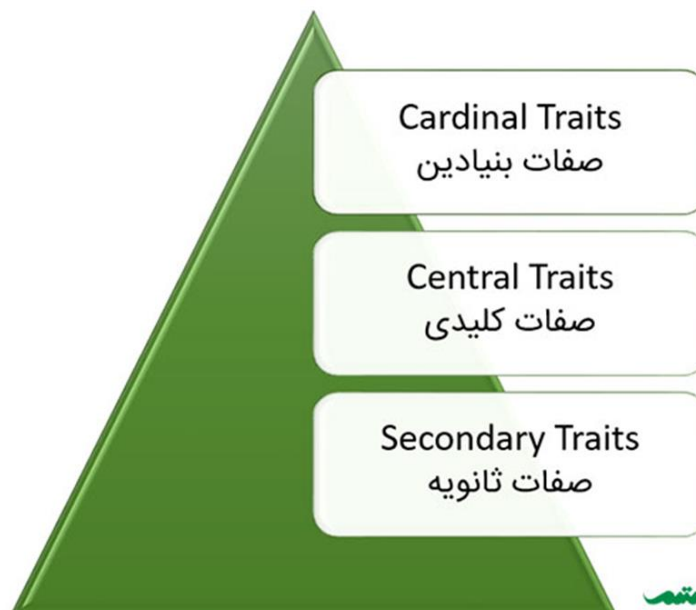 Cardinal Traits
صفات بنیادین
Central Traits
صفات کلیدی
Secondary Traits
صفات ثانویه